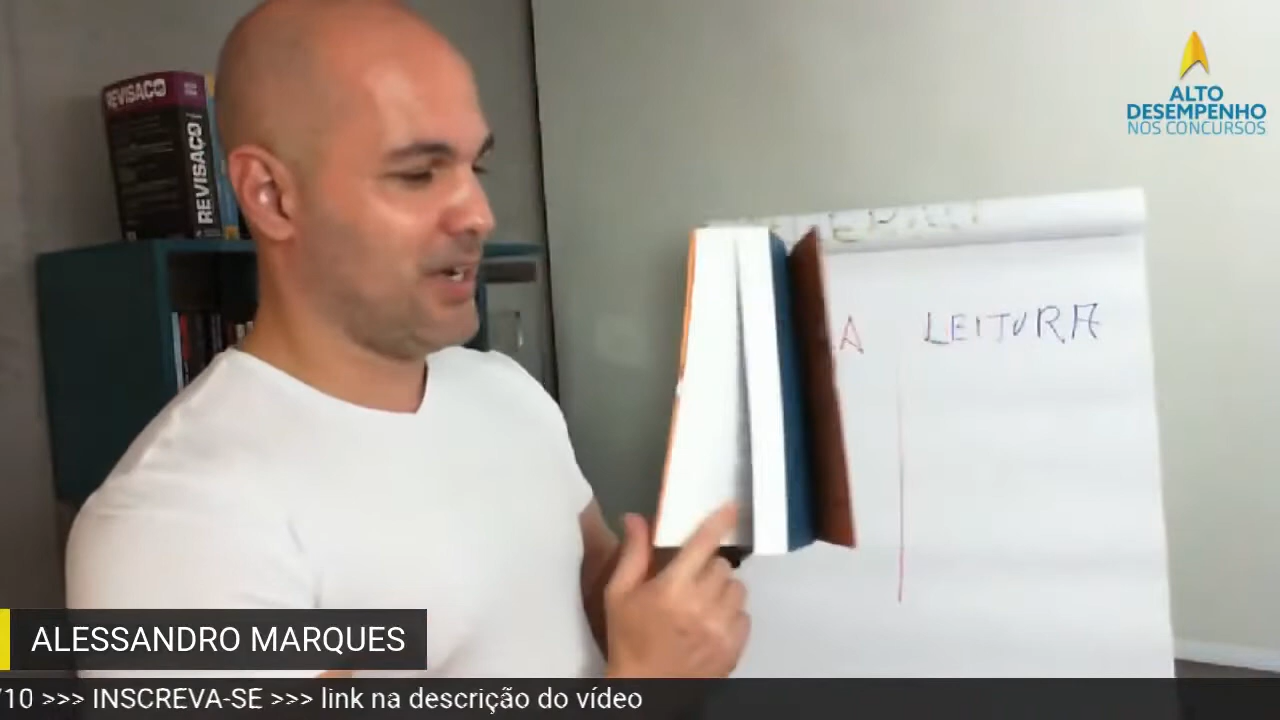 REVISAÇO
REVISAÇO
ALTO
DESEMPENHO
NOS CONCURSOS
LEITURA
ALESSANDRO MARQUES
/10 >>> INSCREVA-SE >>> link na descrição do vídeo